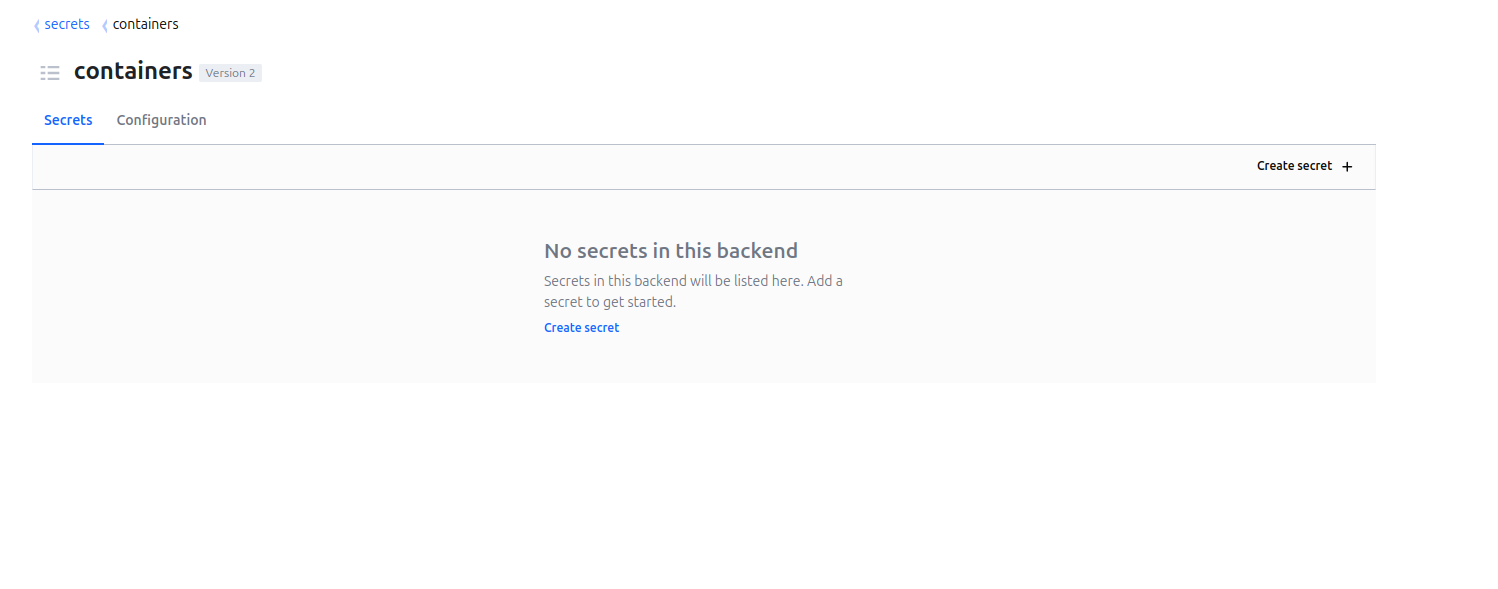 secrets containers
containers Version 2
Secrets Configuration
Create secret +
No secrets in this backend
Secrets in this backend will be listed here. Add a
secret to get started.
Create secret